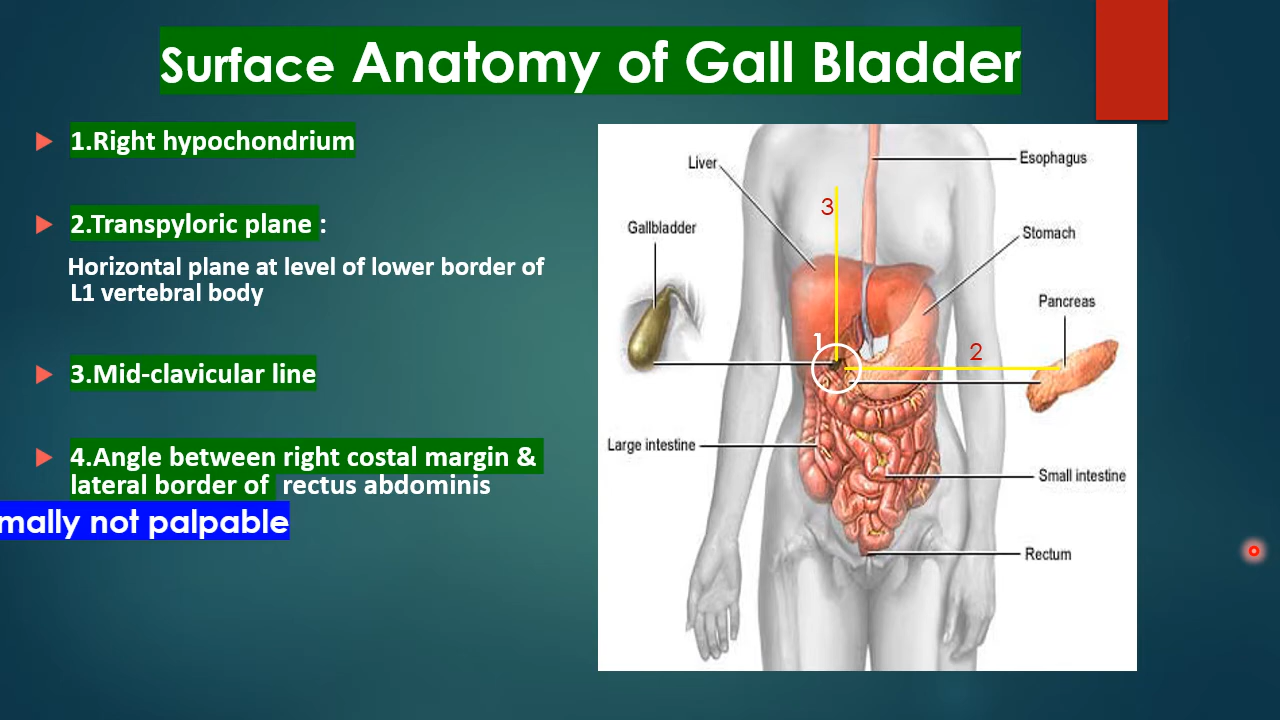 Surface Anatomy of Gall Bladder
1.Right hypochondrium
2.Transpyloric plane :
Horizontal plane at level of lower border of
L1 vertebral body
3.Mid-clavicular line
4.Angle between right costal margin &
lateral border of rectus abdominis
mally not palpable
Liver
Esophagus
3
Gallbladder
Stomach
Pancreas
1
2
Large intestine
Small intestine
Rectum